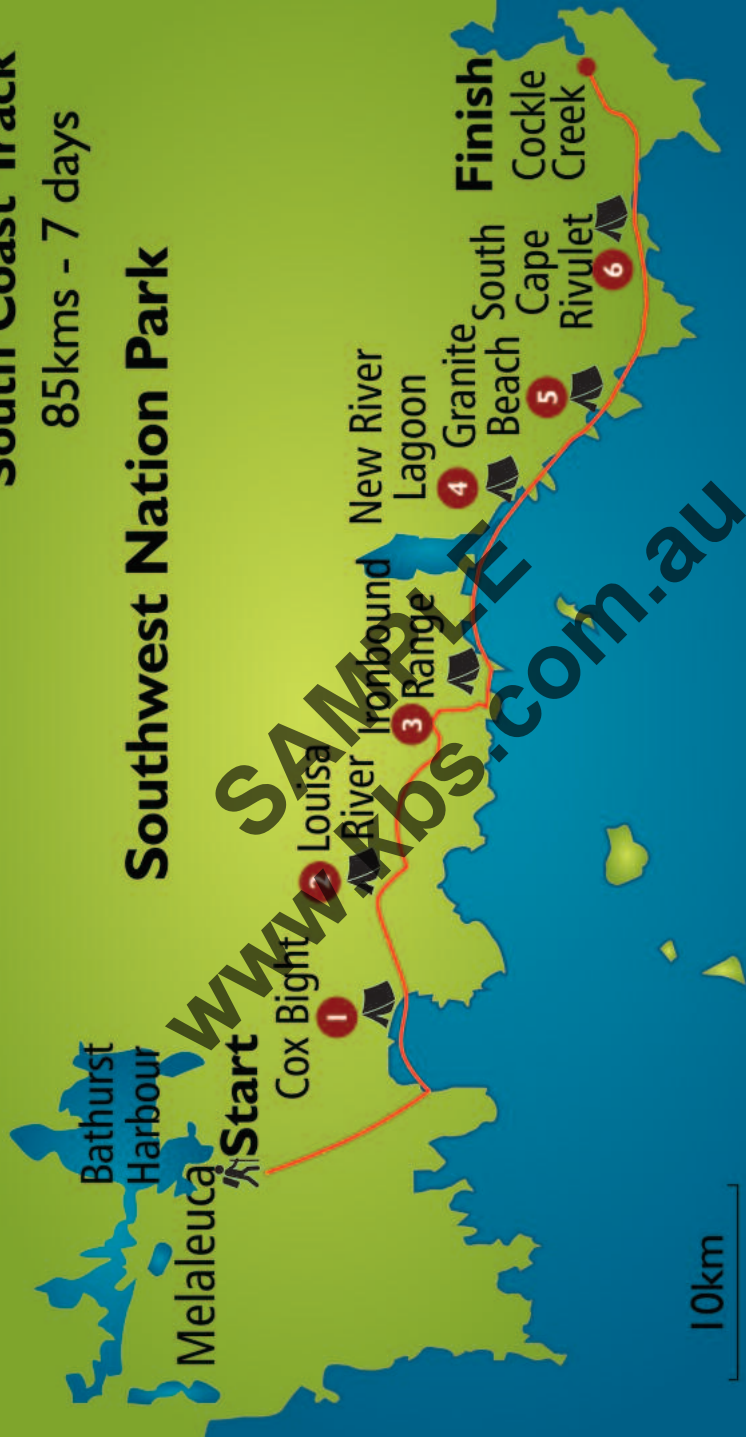 South Coast Track
85kms - 7 days
Southwest Nation Park
Bathurst
Harbour
Melaleuca
Start
Cox Bight
1
2
Louisa
River
Ironbound
3
Range
New River
Lagoon
4
Granite
Beach
5
South
Cape
Rivulet
6
Finish
Cockle
Creek
10km
SAMPLE
www.kbs.com.au